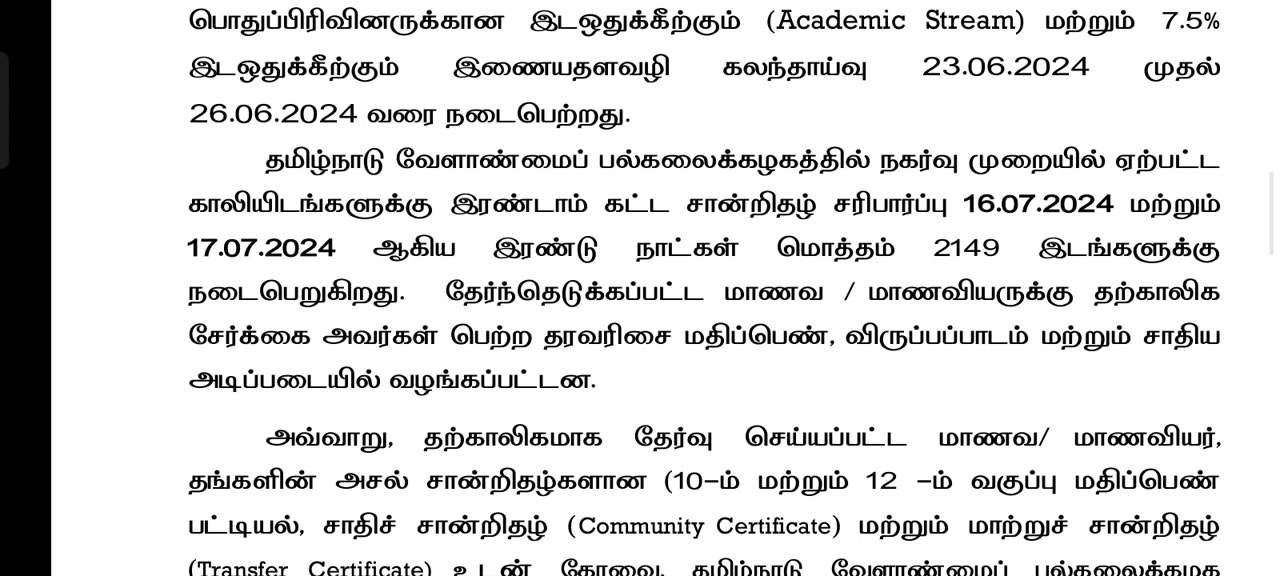 பொதுப்பிரிவினருக்கான இடஒதுக்கீற்கும் (Academic Stream) மற்றும் 7.5%
இடஒதுக்கீற்கும் இணையதளவழி கலந்தாய்வு 23.06.2024 முதல்
26.06.2024 வரை நடைபெற்றது.
தமிழ்நாடு வேளாண்மைப் பல்கலைக்கழகத்தில் நகர்வு முறையில் ஏற்பட்ட
காலியிடங்களுக்கு இரண்டாம் கட்ட சான்றிதழ் சரிபார்ப்பு 16.07.2024 மற்றும்
17.07.2024 ஆகிய இரண்டு நாட்கள் மொத்தம் 2149 இடங்களுக்கு
நடைபெறுகிறது. தேர்ந்தெடுக்கப்பட்ட மாணவ / மாணவியருக்கு தற்காலிக
சேர்க்கை அவர்கள் பெற்ற தரவரிசை மதிப்பெண், விருப்பப்பாடம் மற்றும் சாதிய
அடிப்படையில் வழங்கப்பட்டன.
அவ்வாறு, தற்காலிகமாக தேர்வு செய்யப்பட்ட மாணவ/ மாணவியர்,
தங்களின் அசல் சான்றிதழ்களான (10-ம் மற்றும் 12 -ம் வகுப்பு மதிப்பெண்
பட்டியல், சாதிச் சான்றிதழ் (Community Certificate) மற்றும் மாற்றுச் சான்றிதழ்
(Transfer Certificate) உடன் கோவை, தமிழ்நாடு வேளாண்மைப் பல்கலைக்கழக